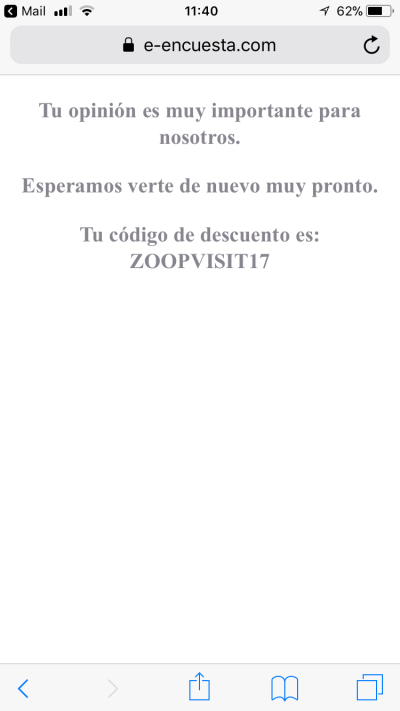 Mail 11:40 62%
e-encuesta.com
Tu opinión es muy importante para
nosotros.
Esperamos verte de nuevo muy pronto.
Tu código de descuento es:
ZOOPVISIT17